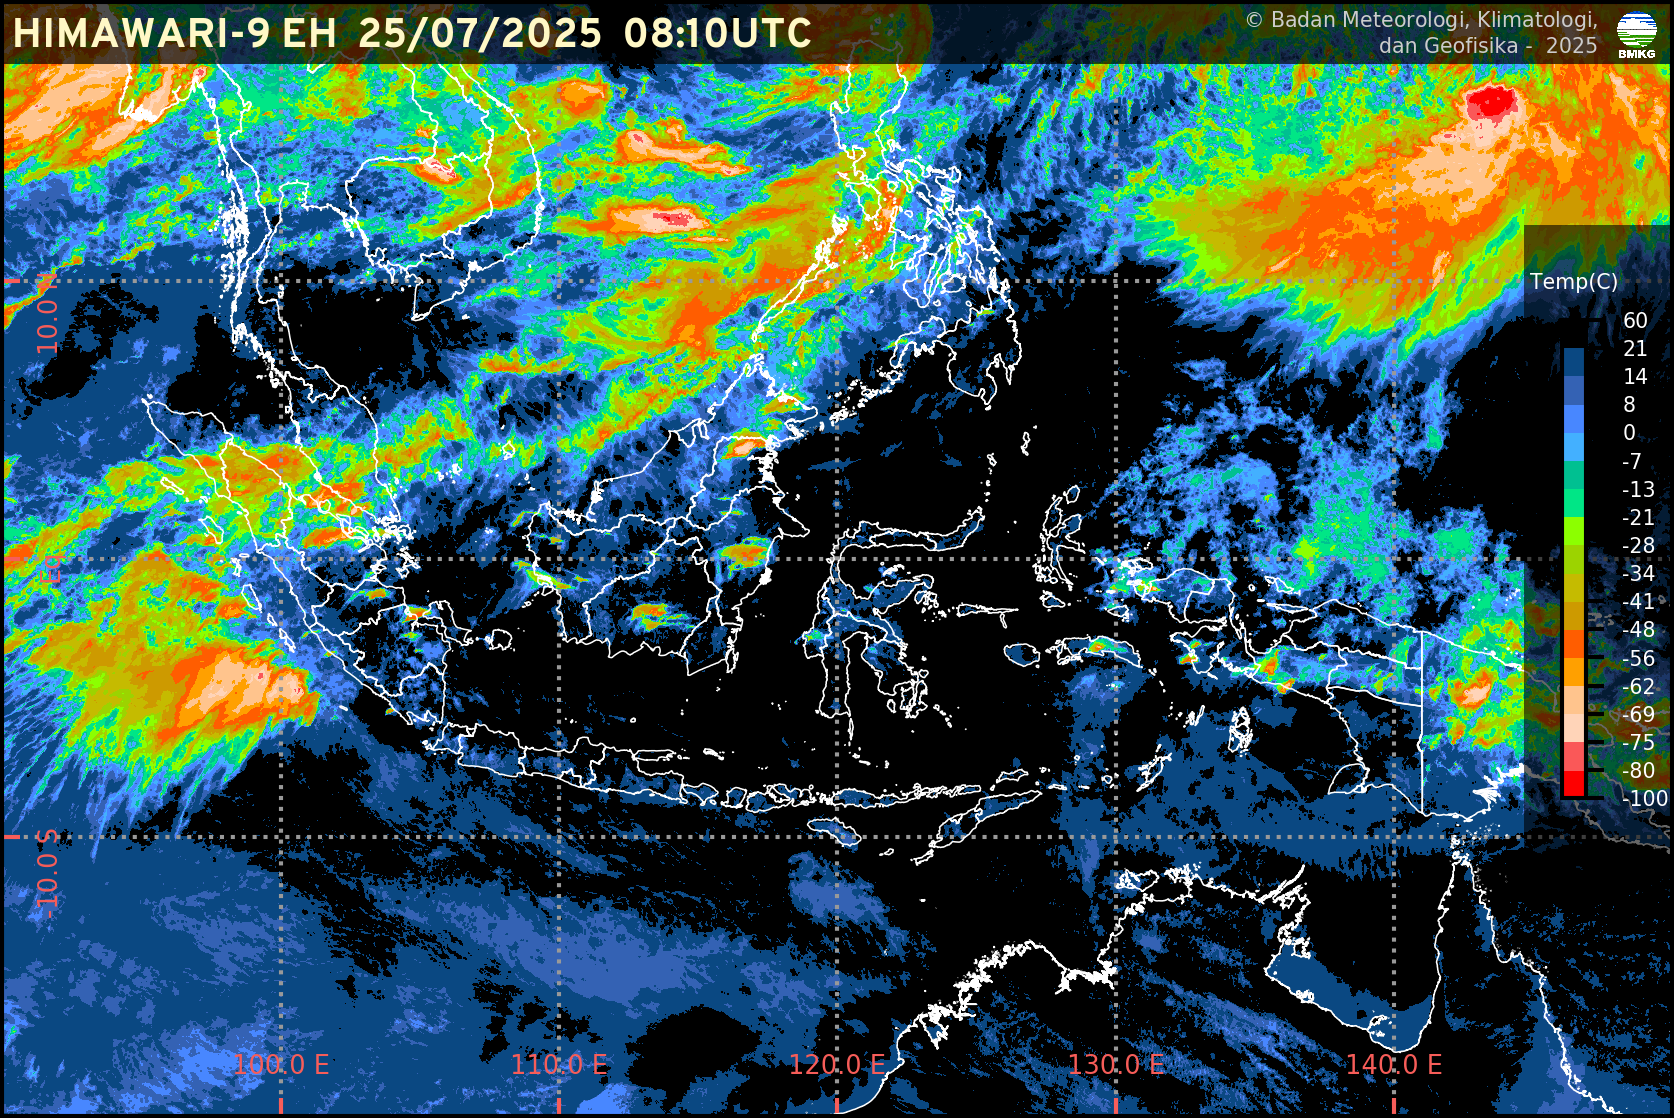 HIMAWARI-9 EH 25/07/2025 08:10UTC
© Badan Meteorologi, Klimatologi,
dan Geofisika - 2025
BMKG
Temp(C)
60
21
14
8
0
-7
-13
-21
-28
-34
-41
-48
-56
-62
-69
-75
-80
-100
10.0 N
EQ
-10.0 S
100.0 E
110.0 E
120.0 E
130.0 E
140.0 E